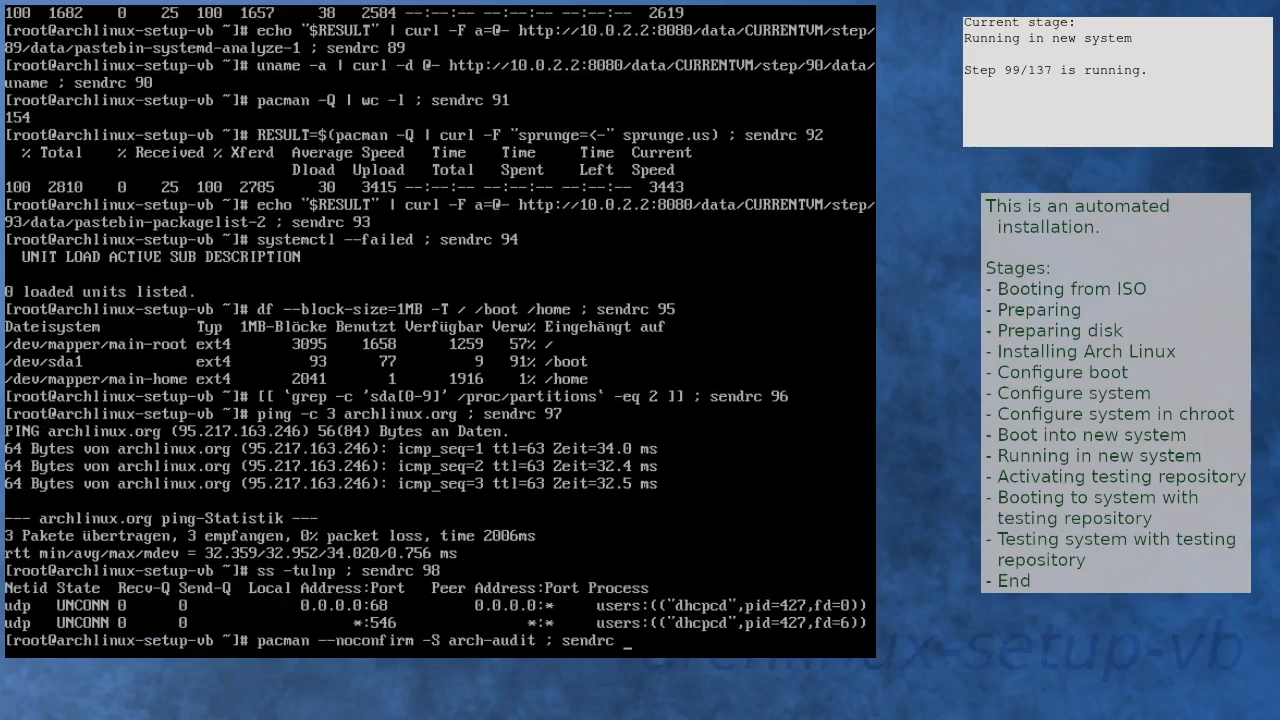 100  1682    0    25  100  1657     38   2584 --:--:-- --:--:-- --:--:--  2619
[root@archlinux-setup-vb ~]# echo "$RESULT" | curl -F a=@- http://10.0.2.2:8080/data/CURRENTVM/step/
89/data/pastebin-systemd-analyze-1 ; sendrc 89
[root@archlinux-setup-vb ~]# uname -a | curl -d @- http://10.0.2.2:8080/data/CURRENTVM/step/90/data/
uname ; sendrc 90
[root@archlinux-setup-vb ~]# pacman -Q | wc -l ; sendrc 91
154
[root@archlinux-setup-vb ~]# RESULT=$(pacman -Q | curl -F "sprunge=<-" sprunge.us) ; sendrc 92
  % Total    % Received % Xferd  Average Speed   Time    Time     Time  Current
                                 Dload  Upload   Total   Spent    Left  Speed
100  2810    0    25  100  2785     30   3415 --:--:-- --:--:-- --:--:--  3443
[root@archlinux-setup-vb ~]# echo "$RESULT" | curl -F a=@- http://10.0.2.2:8080/data/CURRENTVM/step/
93/data/pastebin-packagelist-2 ; sendrc 93
[root@archlinux-setup-vb ~]# systemctl --failed ; sendrc 94
  UNIT LOAD ACTIVE SUB DESCRIPTION
0 loaded units listed.
[root@archlinux-setup-vb ~]# df --block-size=1MB -T / /boot /home ; sendrc 95
Dateisystem           Typ  1MB-Blöcke Benutzt Verfügbar Verw% Eingehängt auf
/dev/mapper/main-root ext4       3095    1658      1259   57% /
/dev/sda1             ext4         93      77         9   91% /boot
/dev/mapper/main-home ext4       2041       1      1916    1% /home
[root@archlinux-setup-vb ~]# [[ `grep -c 'sda[0-9]' /proc/partitions` -eq 2 ]] ; sendrc 96
[root@archlinux-setup-vb ~]# ping -c 3 archlinux.org ; sendrc 97
PING archlinux.org (95.217.163.246) 56(84) Bytes an Daten.
64 Bytes von archlinux.org (95.217.163.246): icmp_seq=1 ttl=63 Zeit=34.0 ms
64 Bytes von archlinux.org (95.217.163.246): icmp_seq=2 ttl=63 Zeit=32.4 ms
64 Bytes von archlinux.org (95.217.163.246): icmp_seq=3 ttl=63 Zeit=32.5 ms
--- archlinux.org ping-Statistik ---
3 Pakete übertragen, 3 empfangen, 0% packet loss, time 2006ms
rtt min/avg/max/mdev = 32.359/32.952/34.020/0.756 ms
[root@archlinux-setup-vb ~]# ss -tulnp ; sendrc 98
Netid State  Recv-Q Send-Q   Local Address:Port   Peer Address:Port Process
udp   UNCONN 0      0              0.0.0.0:68          0.0.0.0:*     users:(("dhcpcd",pid=427,fd=0))
udp   UNCONN 0      0                    *:546               *:*     users:(("dhcpcd",pid=427,fd=6))
[root@archlinux-setup-vb ~]# pacman --noconfirm -S arch-audit ; sendrc _
Current stage:
Running in new system
Step 99/137 is running.
This is an automated
installation.
Stages:
- Booting from ISO
- Preparing
- Preparing disk
- Installing Arch Linux
- Configure boot
- Configure system
- Configure system in chroot
- Boot into new system
- Running in new system
- Activating testing repository
- Booting to system with
testing repository
- Testing system with testing
repository
- End
archlinux-setup-vb